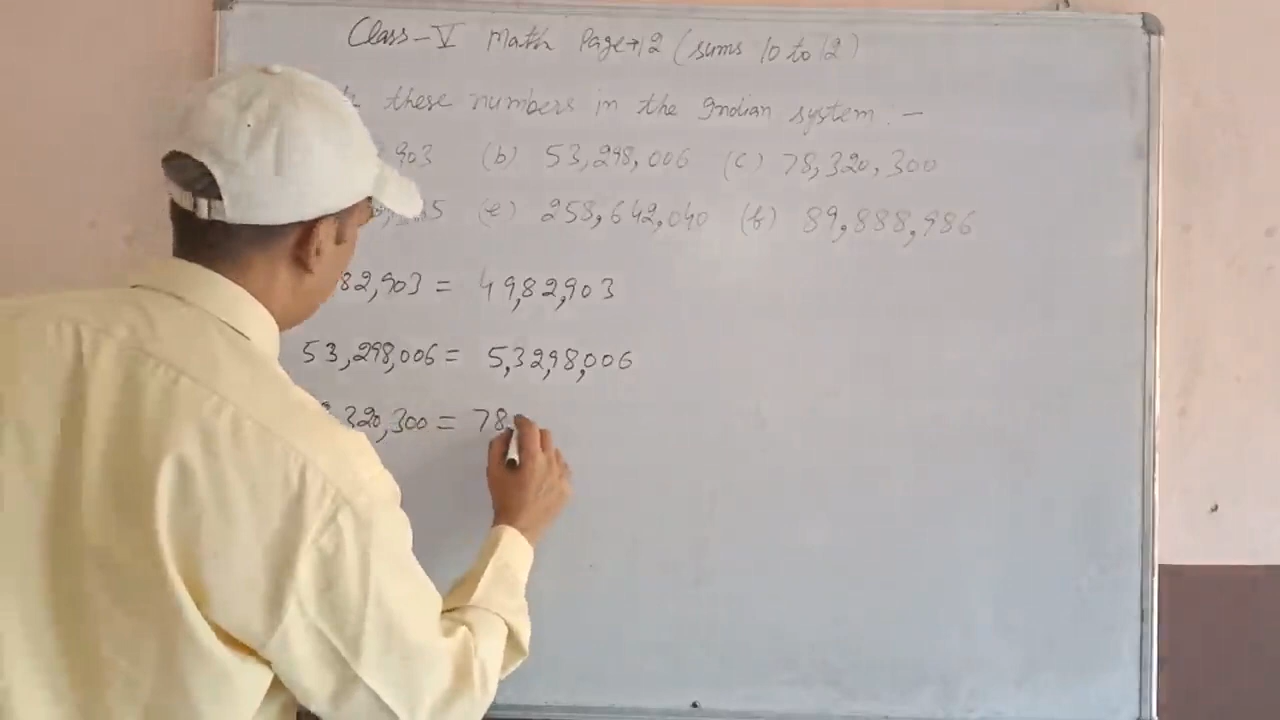 Class-V Math Page→12 (sums 10 to 12)
these numbers in the Indian system :-
903 (b) 53,298,006 (c) 78,320,300
5 (e) 258,642,040 (f) 89,888,986
82,903 = 49,82,903
53,298,006 = 5,32,98,006
320,300 = 78